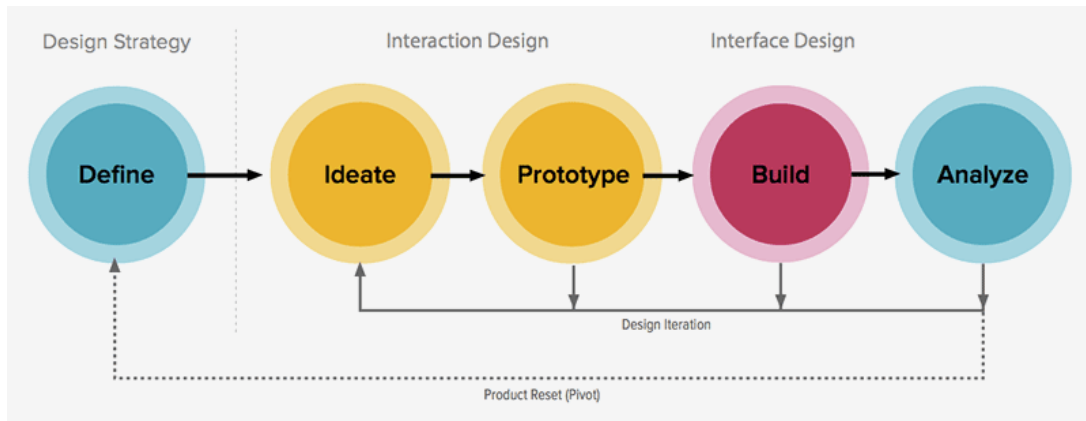 Design Strategy
Interaction Design
Interface Design
Define
Ideate
Prototype
Build
Analyze
Design Iteration
Product Reset (Pivot)